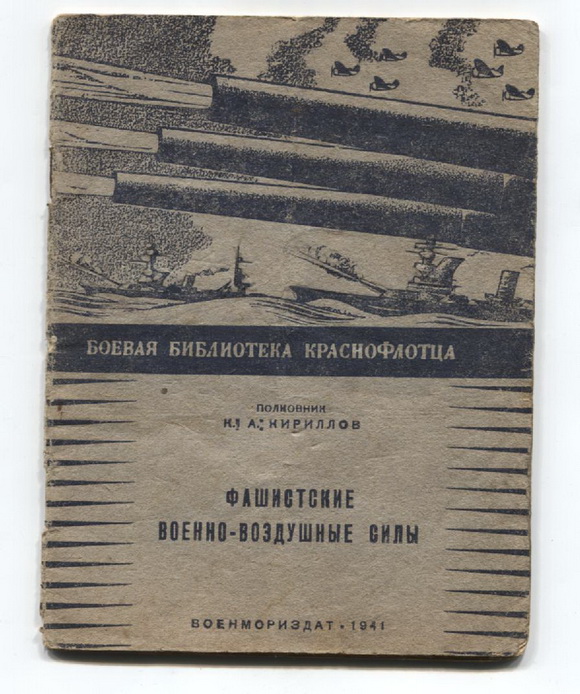 БОЕВАЯ БИБЛИОТЕКА КРАСНОФЛОТЦА
ПОЛКОВНИК
К. А. КИРИЛЛОВ
ФАШИСТСКИЕ
ВОЕННО-ВОЗДУШНЫЕ СИЛЫ
ВОЕНМОРИЗДАТ • 1941